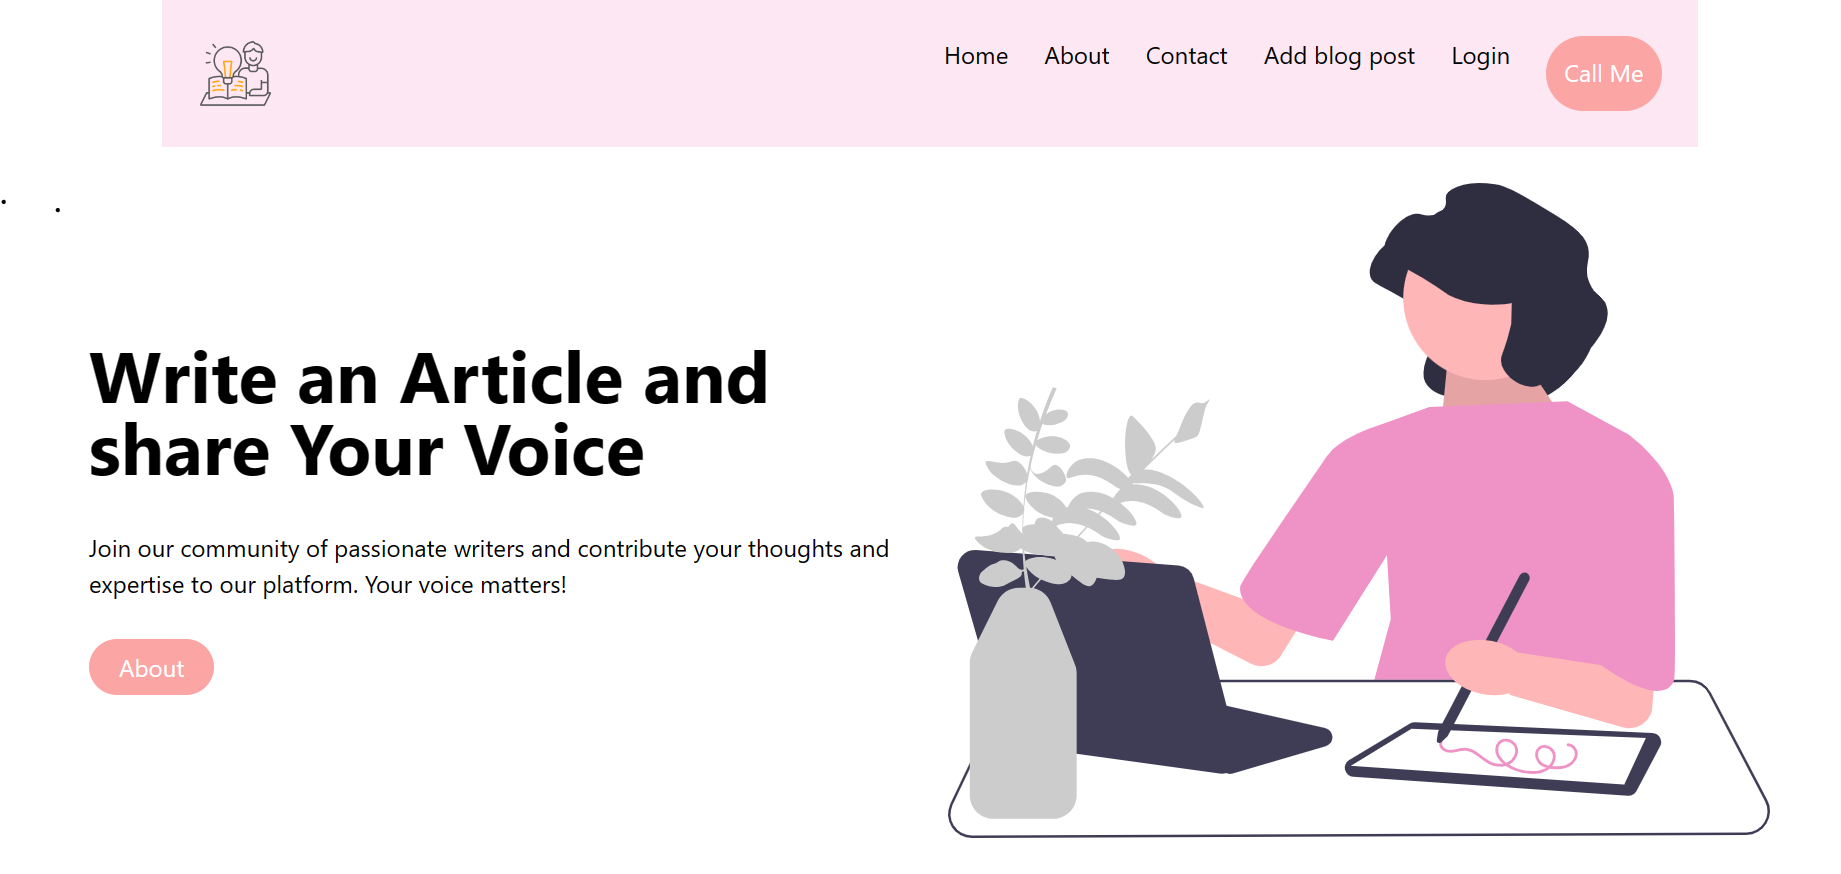 Home About Contact Add blog post Login Call Me
Write an Article and
share Your Voice
Join our community of passionate writers and contribute your thoughts and
expertise to our platform. Your voice matters!
About